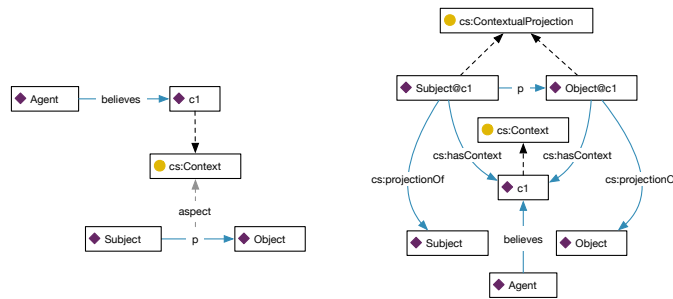 Agent
believes
c1
cs:Context
aspect
Subject
p
Object
cs:ContextualProjection
Subject@c1
p
Object@c1
cs:Context
cs:hasContext
cs:hasContext
cs:projectionOf
cs:projectionO
c1
Subject
believes
Object
Agent